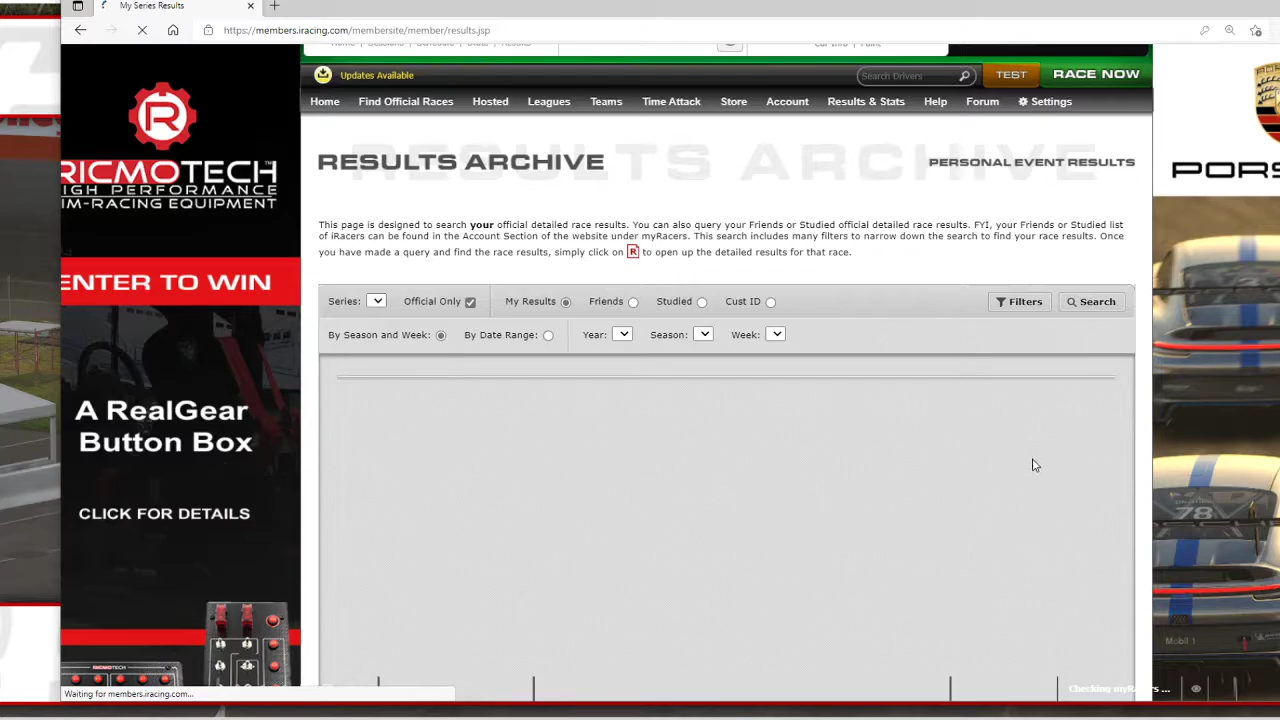 My Series Results
https://members.iracing.com/membersite/member/results.jsp
Updates Available
Search Drivers
TEST
RACE NOW
Home Find Official Races Hosted Leagues Teams Time Attack Store Account Results & Stats Help Forum Settings
RESULTS ARCHIVE
PERSONAL EVENT RESULTS
This page is designed to search your official detailed race results. You can also query your Friends or Studied official detailed race results. FYI, your Friends or Studied list
of iRacers can be found in the Account Section of the website under myRacers. This search includes many filters to narrow down the search to find your race results. Once
you have made a query and find the race results, simply click on R to open up the detailed results for that race.
Series: Official Only My Results Friends Studied Cust ID Filters Search
By Season and Week: By Date Range: Year: Season: Week:
R
RICMOTECH
HIGH PERFORMANCE
SIM-RACING EQUIPMENT
ENTER TO WIN
A RealGear
Button Box
CLICK FOR DETAILS
RICMOTECH
PORS
78
Mobil 1
Waiting for members.iracing.com...
Checking myRacers ...